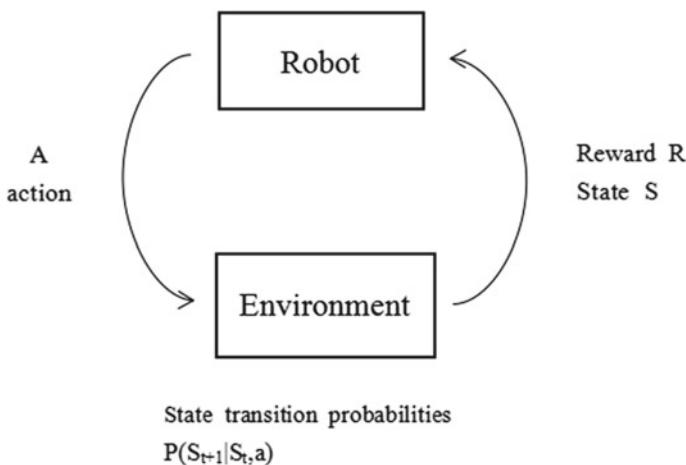 Robot
A
action
Reward R
State S
Environment
State transition probabilities
P(Sₜ₊₁|Sₜ,a)